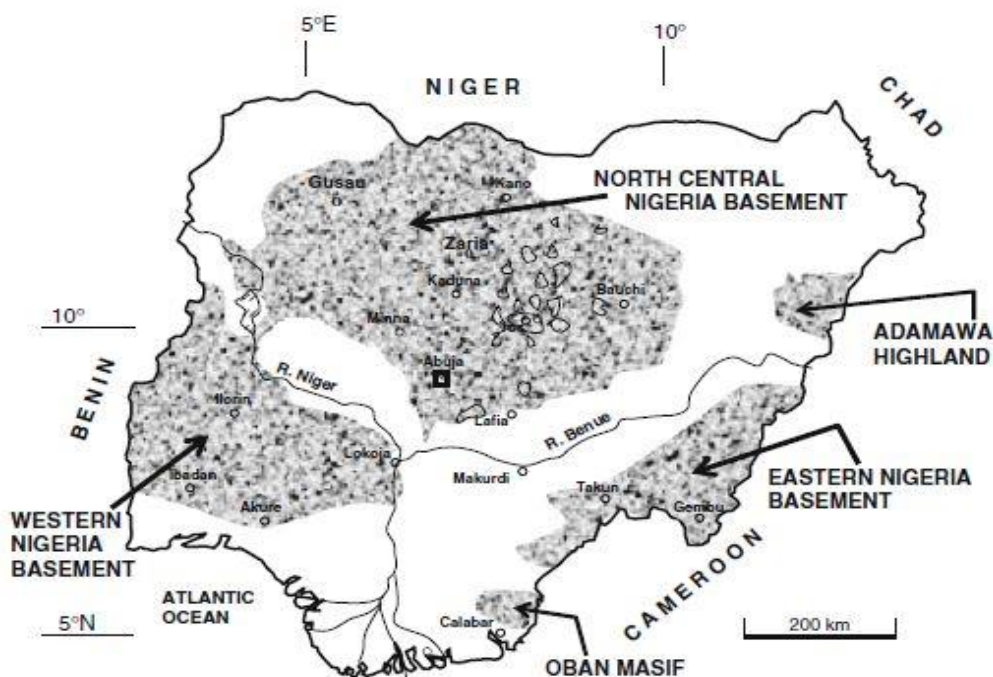 5°E
10°
NIGER
CHAD
Gusau
Kano
NORTH CENTRAL
NIGERIA BASEMENT
Zaria
Kaduna
Bauchi
Minna
Jos
10°
ADAMAWA
HIGHLAND
Abuja
R. Niger
BENIN
Ilorin
Lafia
R. Benue
Lokoja
Makurdi
Ibadan
Takun
EASTERN NIGERIA
BASEMENT
Akure
Gembu
WESTERN
NIGERIA
BASEMENT
CAMEROON
ATLANTIC
OCEAN
5°N
Calabar
200 km
OBAN MASIF